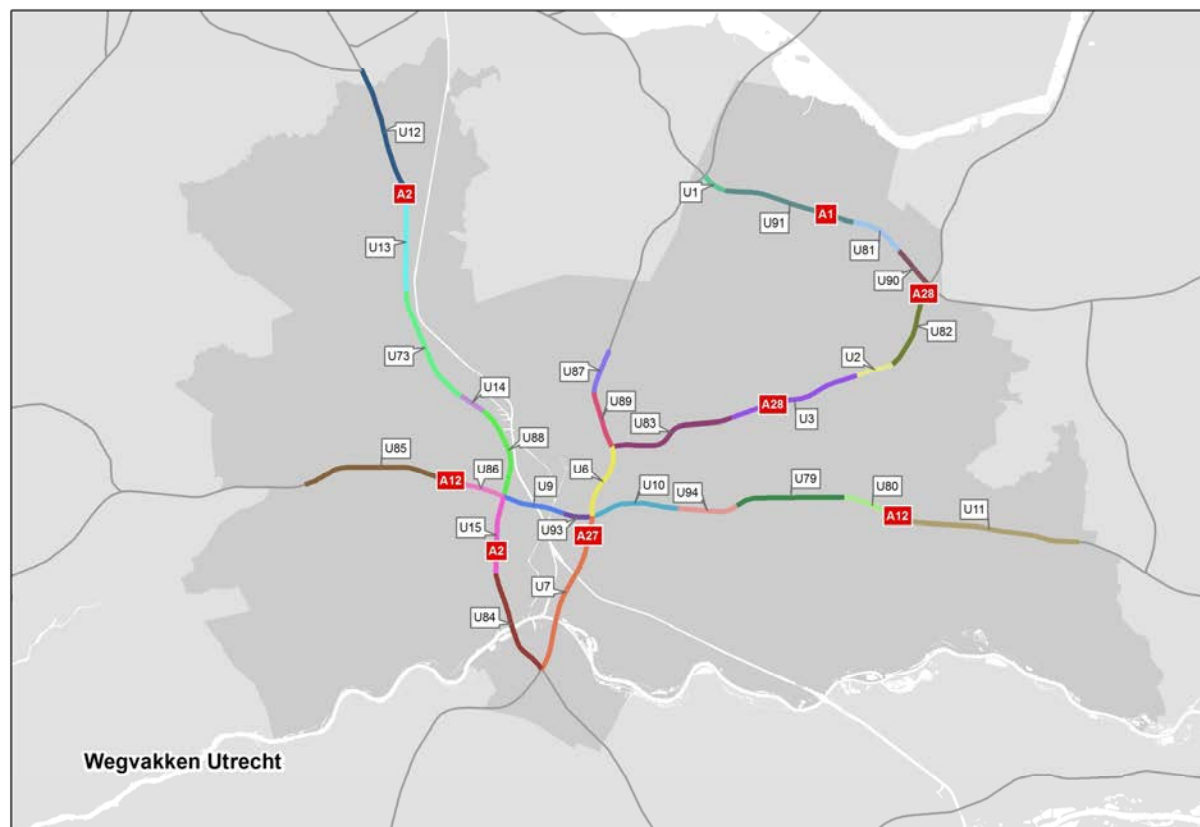 U12
A2
U1
U91
A1
U13
U81
U90
A28
U82
U73
U2
U87
U14
A28
U3
U89
U83
U88
U85
U86
A12
U6
U9
U10
U94
U79
U80
A12
U11
U93
U15
A27
A2
U7
U84
Wegvakken Utrecht